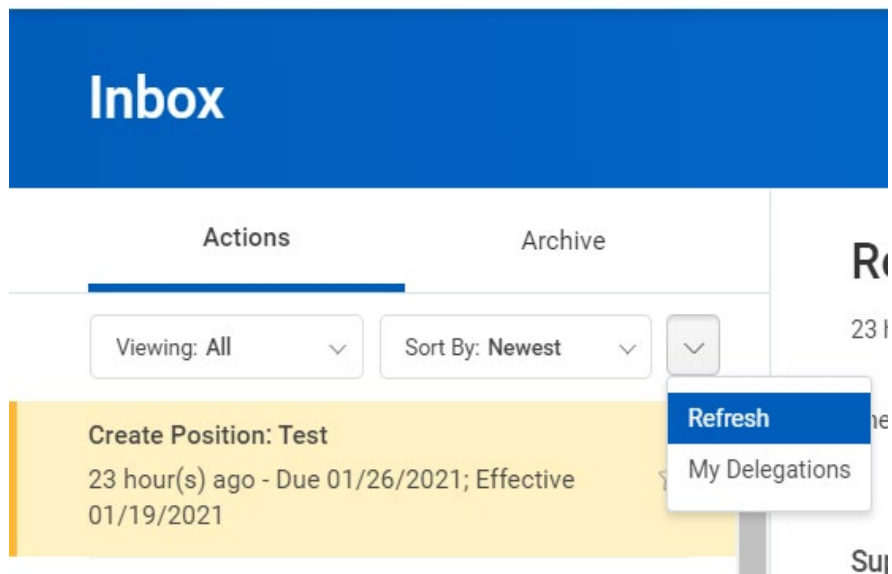 Inbox
Actions
Archive
Viewing: All
Sort By: Newest
Refresh
My Delegations
Create Position: Test
23 hour(s) ago - Due 01/26/2021; Effective
01/19/2021
23